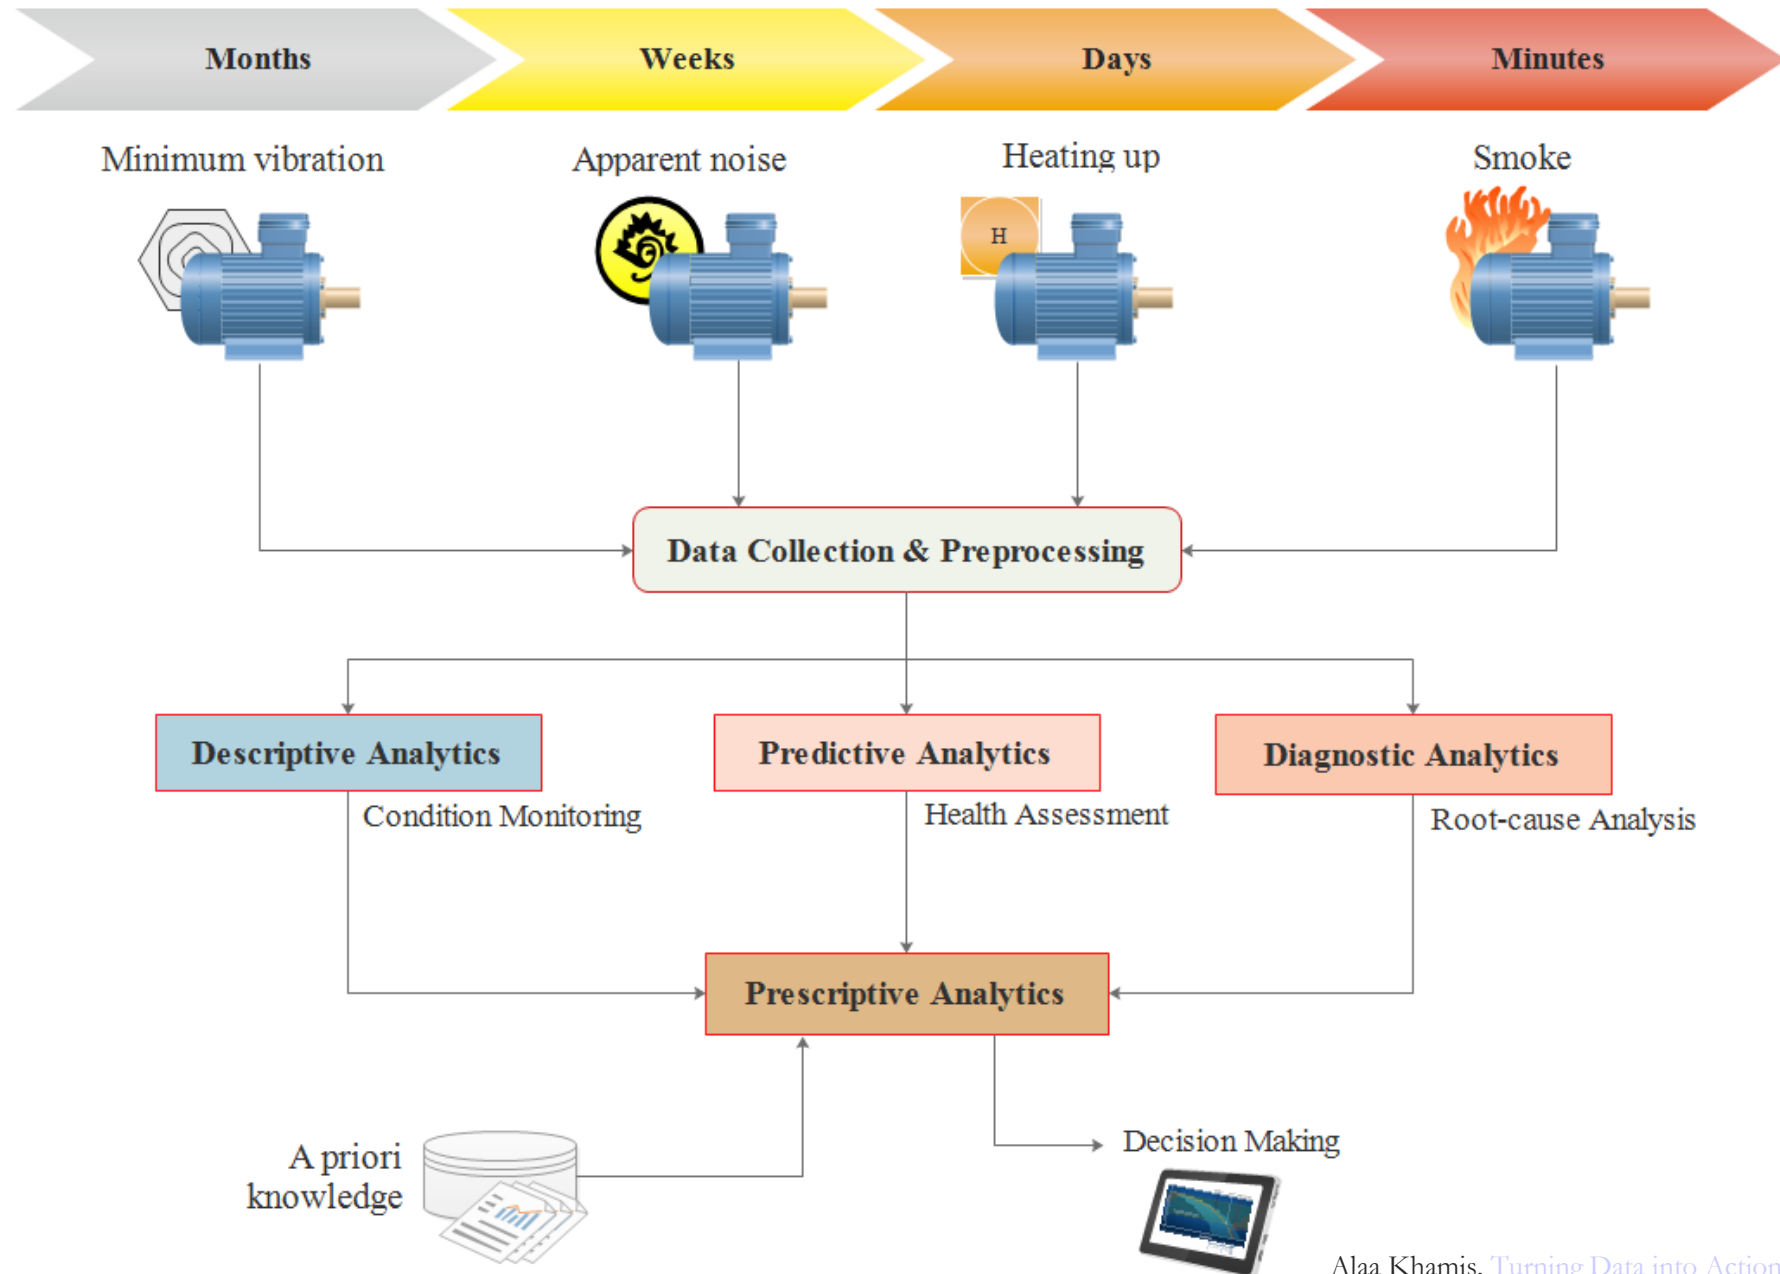 Months
Weeks
Days
Minutes
Minimum vibration
Apparent noise
Heating up
Smoke
H
Data Collection & Preprocessing
Descriptive Analytics
Predictive Analytics
Diagnostic Analytics
Condition Monitoring
Health Assessment
Root-cause Analysis
Prescriptive Analytics
A priori
knowledge
Decision Making
Alaa Khamis, Turning Data into Action